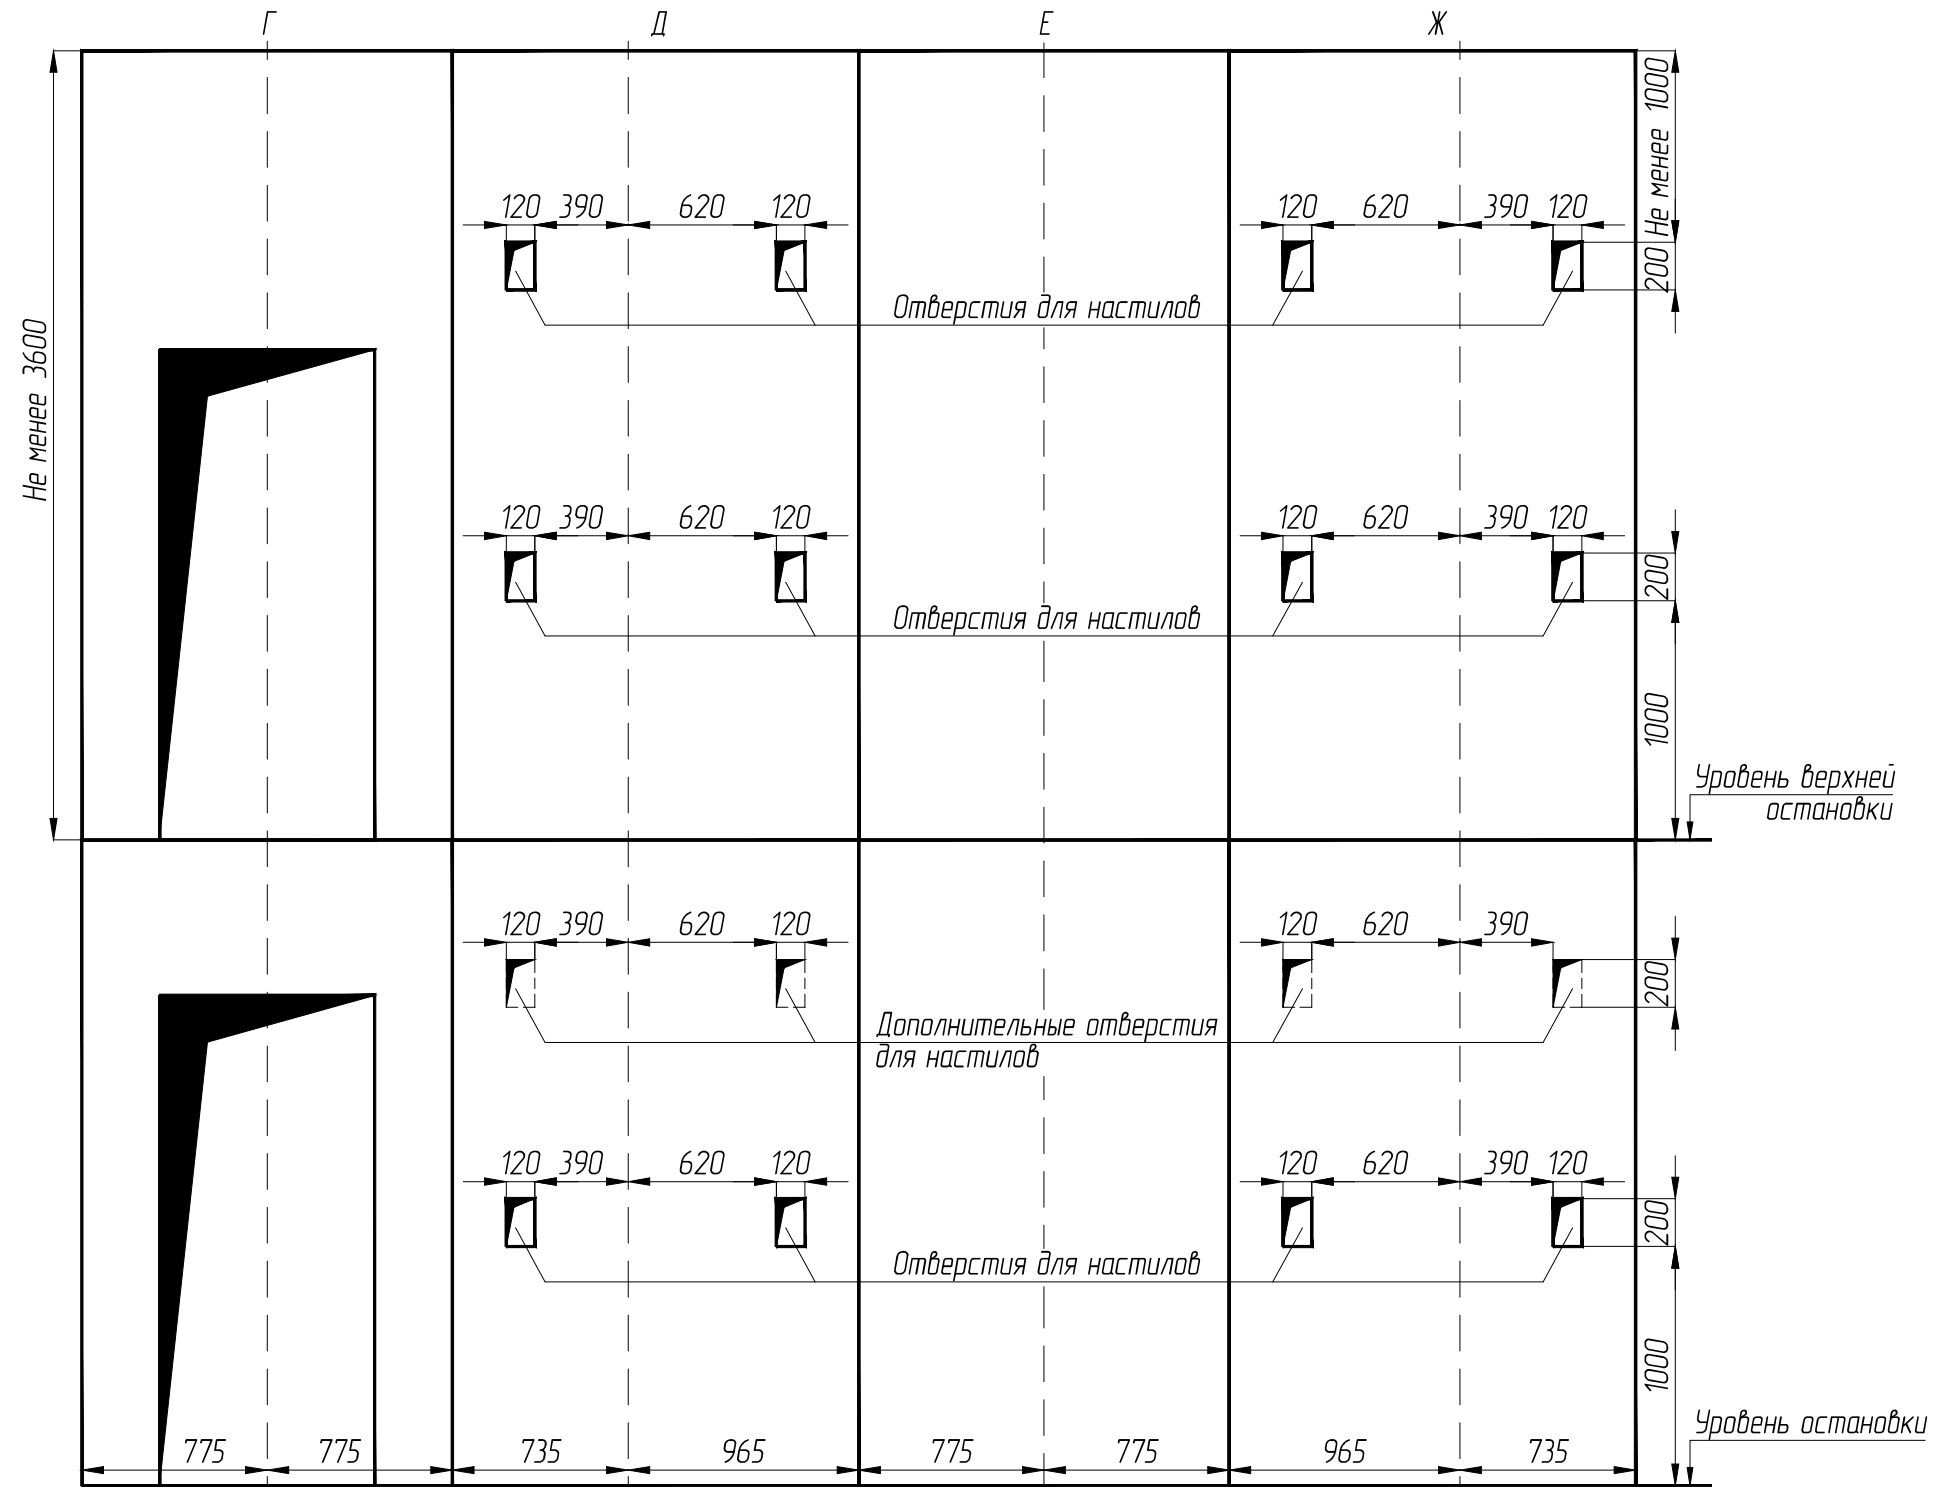 Г Д Е Ж
Не менее 3600
Не менее 1000
120 390 620 120 120 620 390 120
200
Отверстия для настилов
120 390 620 120 120 620 390 120
200
Отверстия для настилов
1000
Уровень верхней
остановки
120 390 620 120 120 620 390
200
Дополнительные отверстия
для настилов
120 390 620 120 120 620 390 120
200
Отверстия для настилов
1000
Уровень остановки
775 775 735 965 775 775 965 735